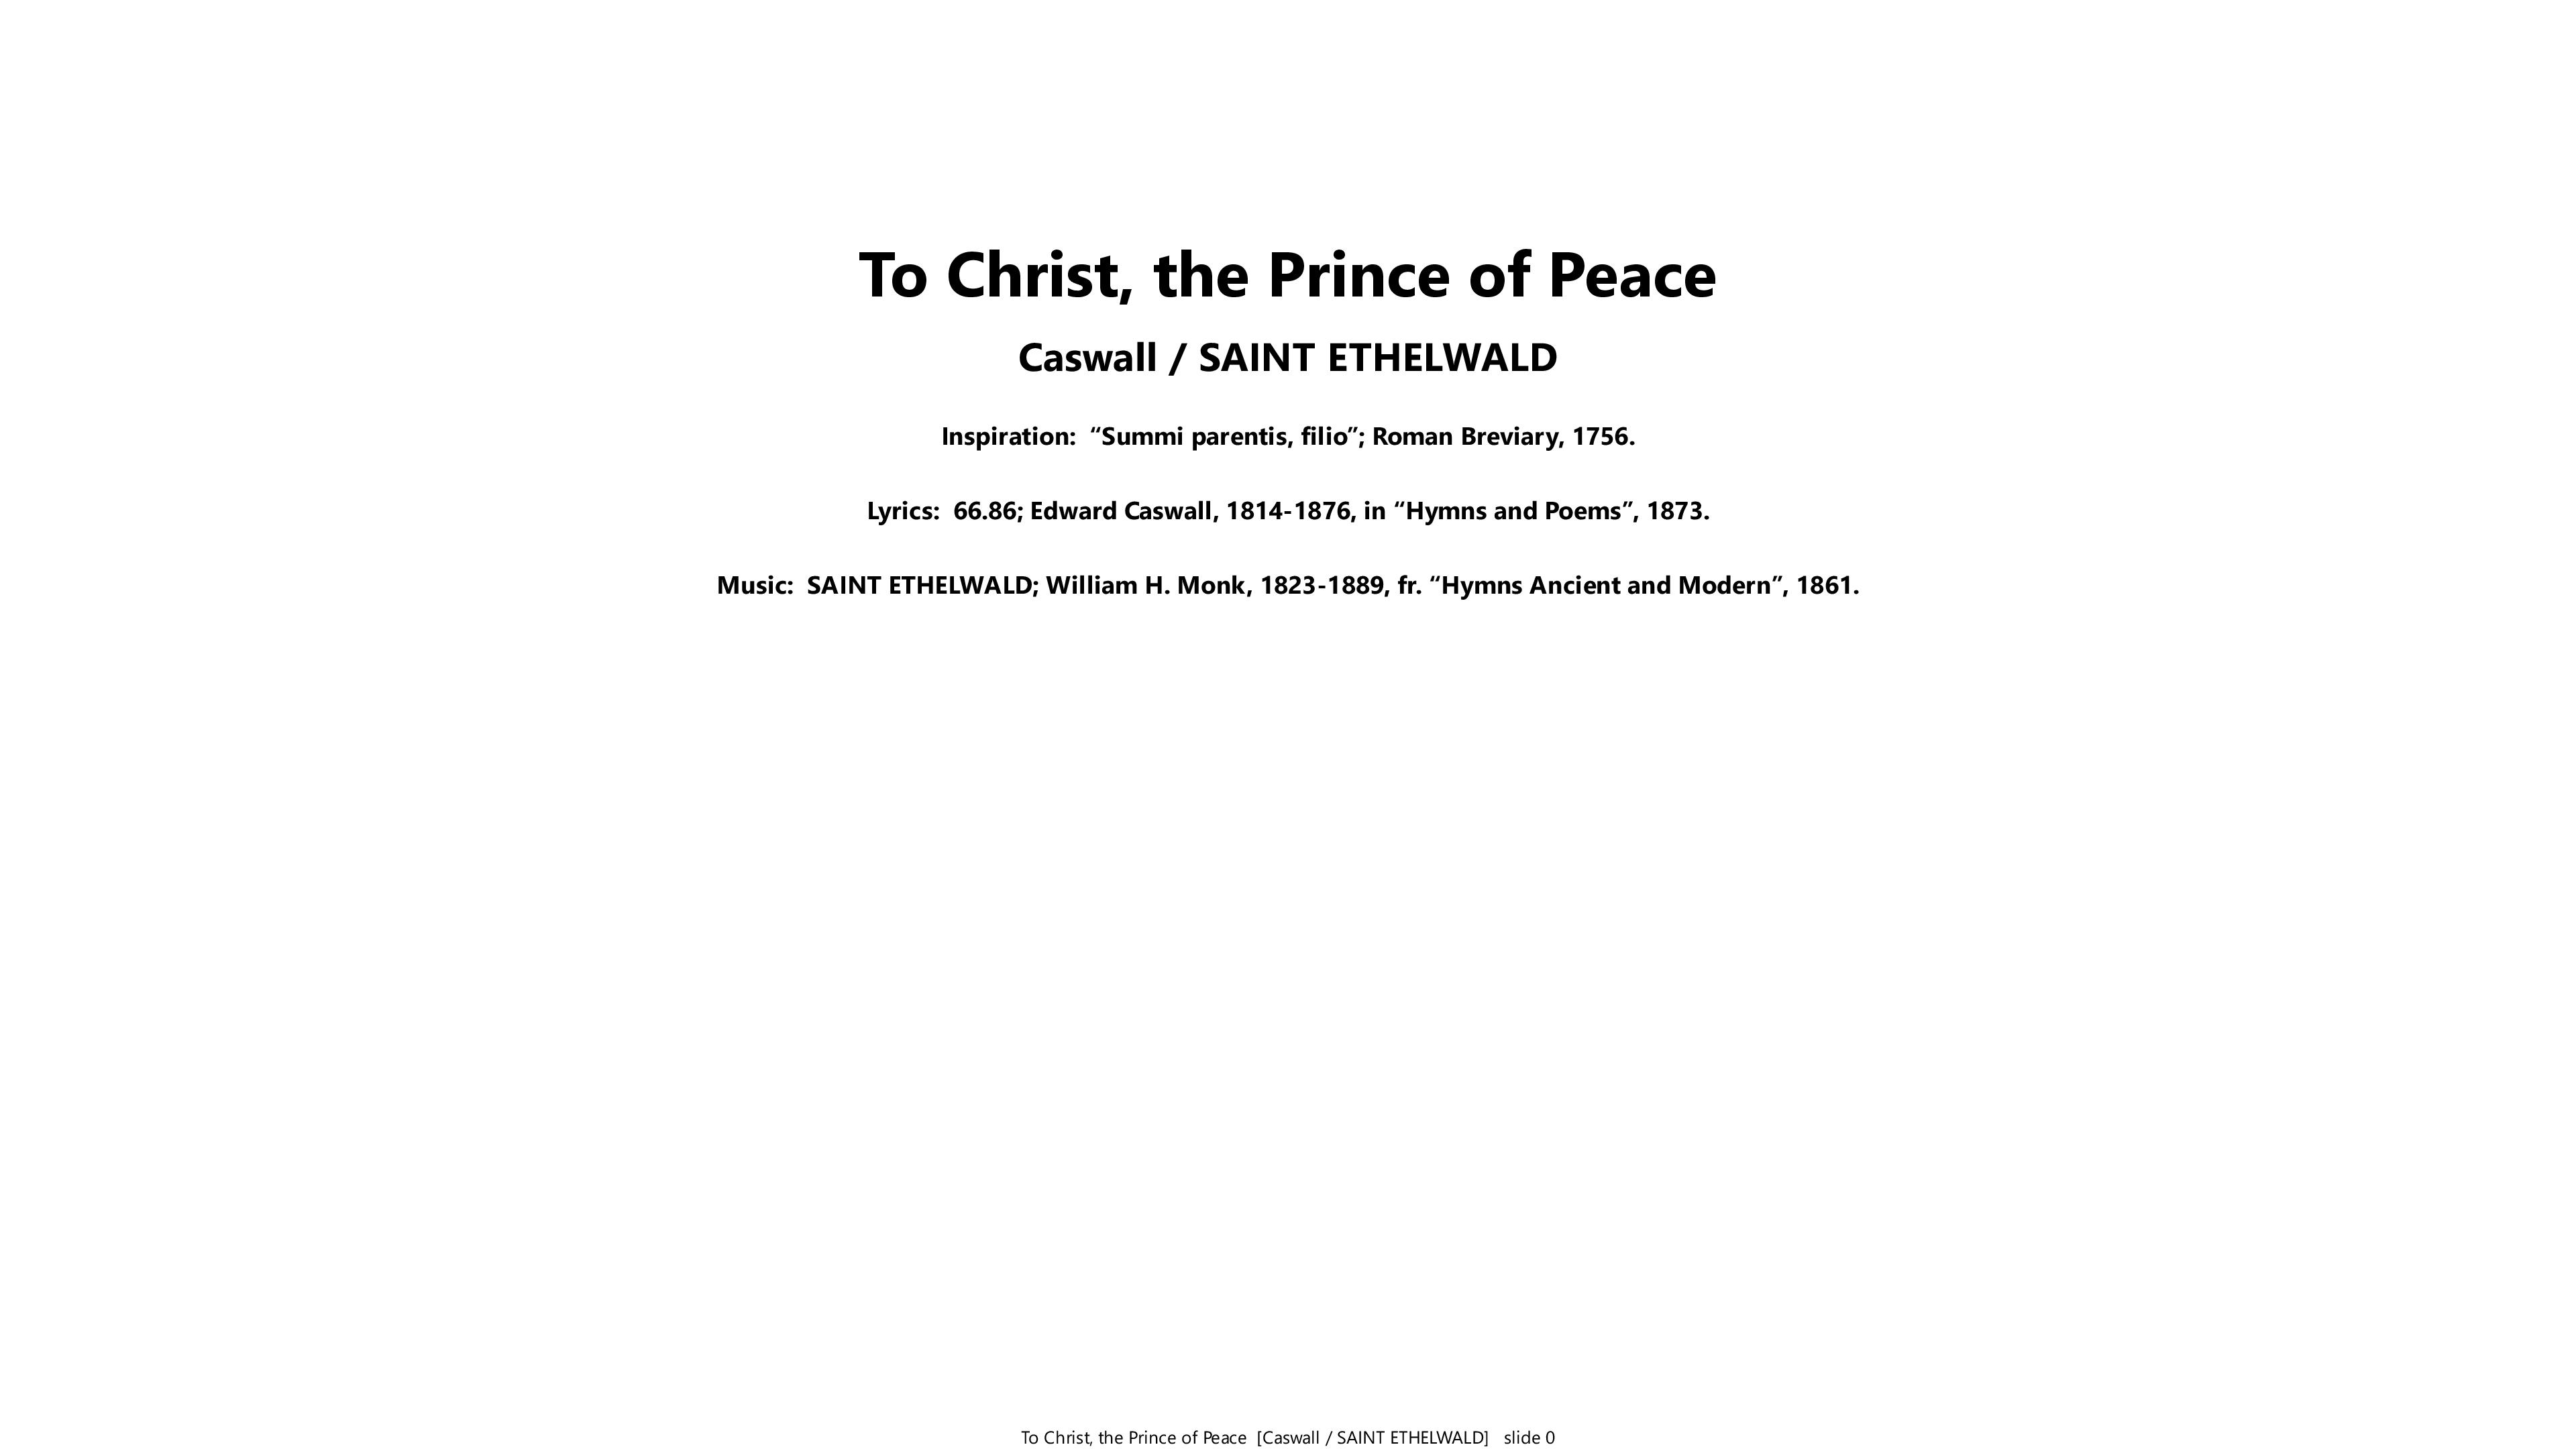 To Christ, the Prince of Peace
Caswall / SAINT ETHELWALD
Inspiration:  “Summi parentis, filio”; Roman Breviary, 1756.
Lyrics:  66.86; Edward Caswall, 1814-1876, in “Hymns and Poems”, 1873.
Music:  SAINT ETHELWALD; William H. Monk, 1823-1889, fr. “Hymns Ancient and Modern”, 1861.
To Christ, the Prince of Peace  [Caswall / SAINT ETHELWALD]   slide 0